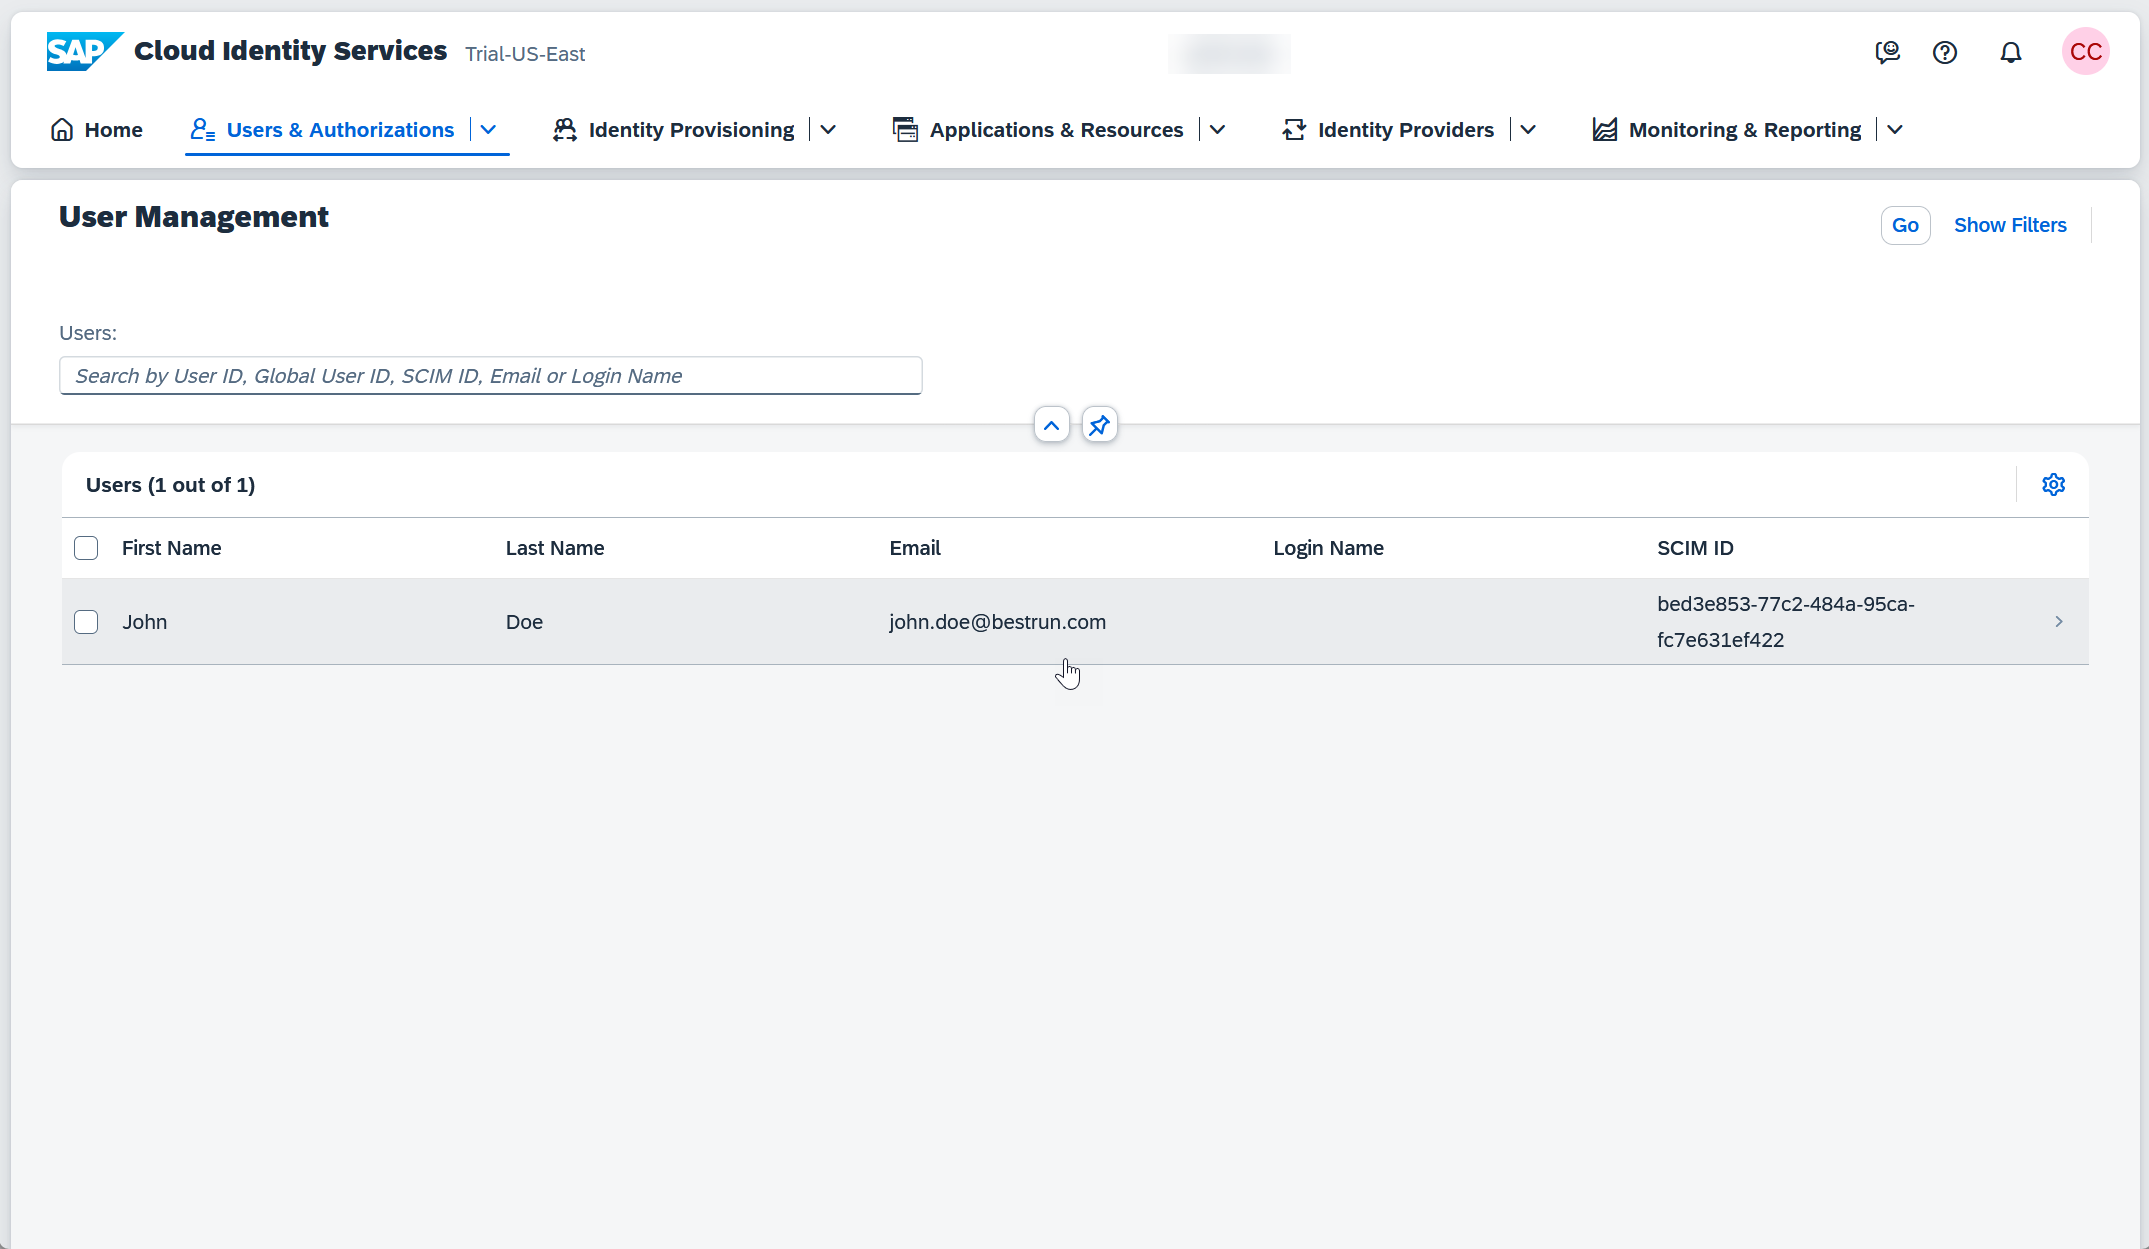 SAP Cloud Identity Services Trial-US-East
CC
Home Users & Authorizations Identity Provisioning Applications & Resources Identity Providers Monitoring & Reporting
User Management
Go Show Filters
Users:
Search by User ID, Global User ID, SCIM ID, Email or Login Name
Users (1 out of 1)
First Name Last Name Email Login Name SCIM ID
John Doe john.doe@bestrun.com bed3e853-77c2-484a-95ca-
fc7e631ef422